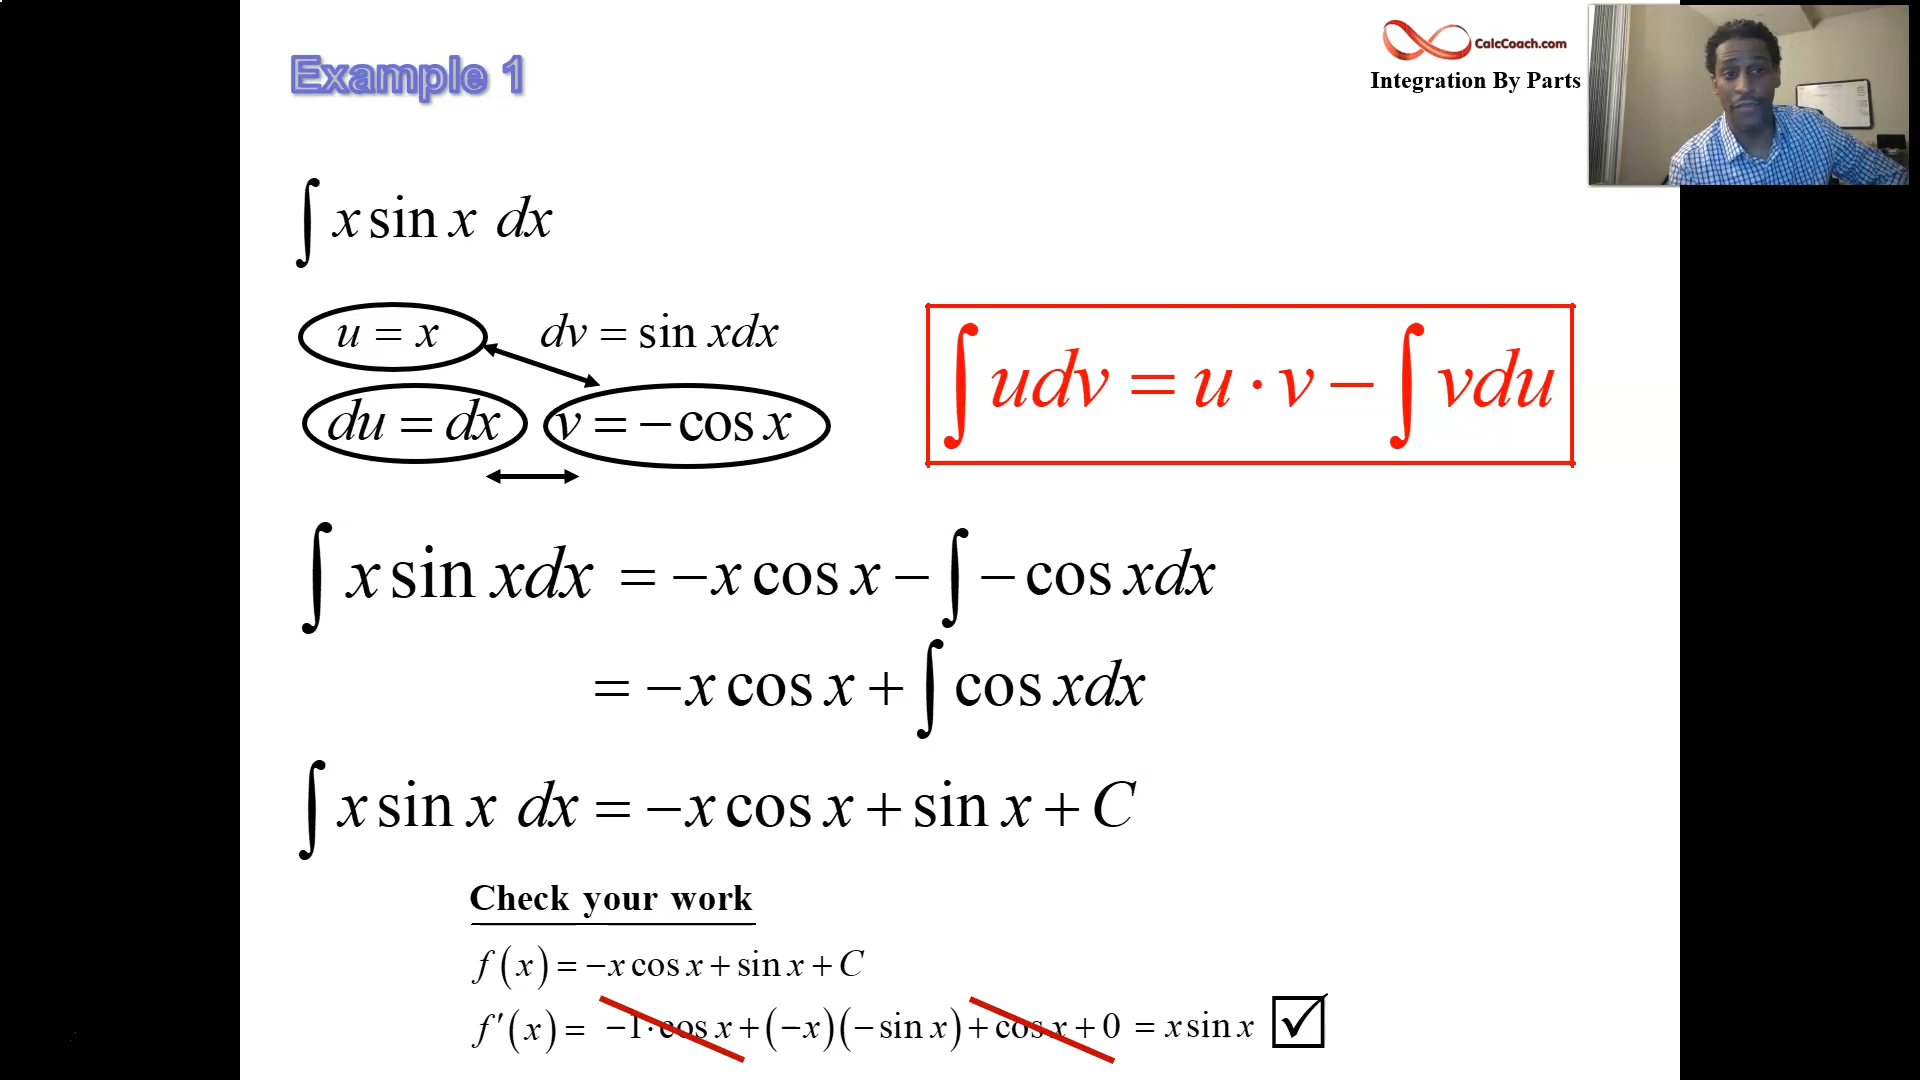 Example 1
CalcCoach.com
Integration By Parts
∫ x sin x dx
u = x dv = sin xdx
du = dx v = −cos x
∫ udv = u · v − ∫ vdu
∫ x sin xdx = −x cos x − ∫ −cos xdx
= −x cos x + ∫ cos xdx
∫ x sin x dx = −x cos x + sin x + C
Check your work
f(x) = −x cos x + sin x + C
f′(x) = −1·cos x + (−x)(−sin x) + cos x + 0 = x sin x